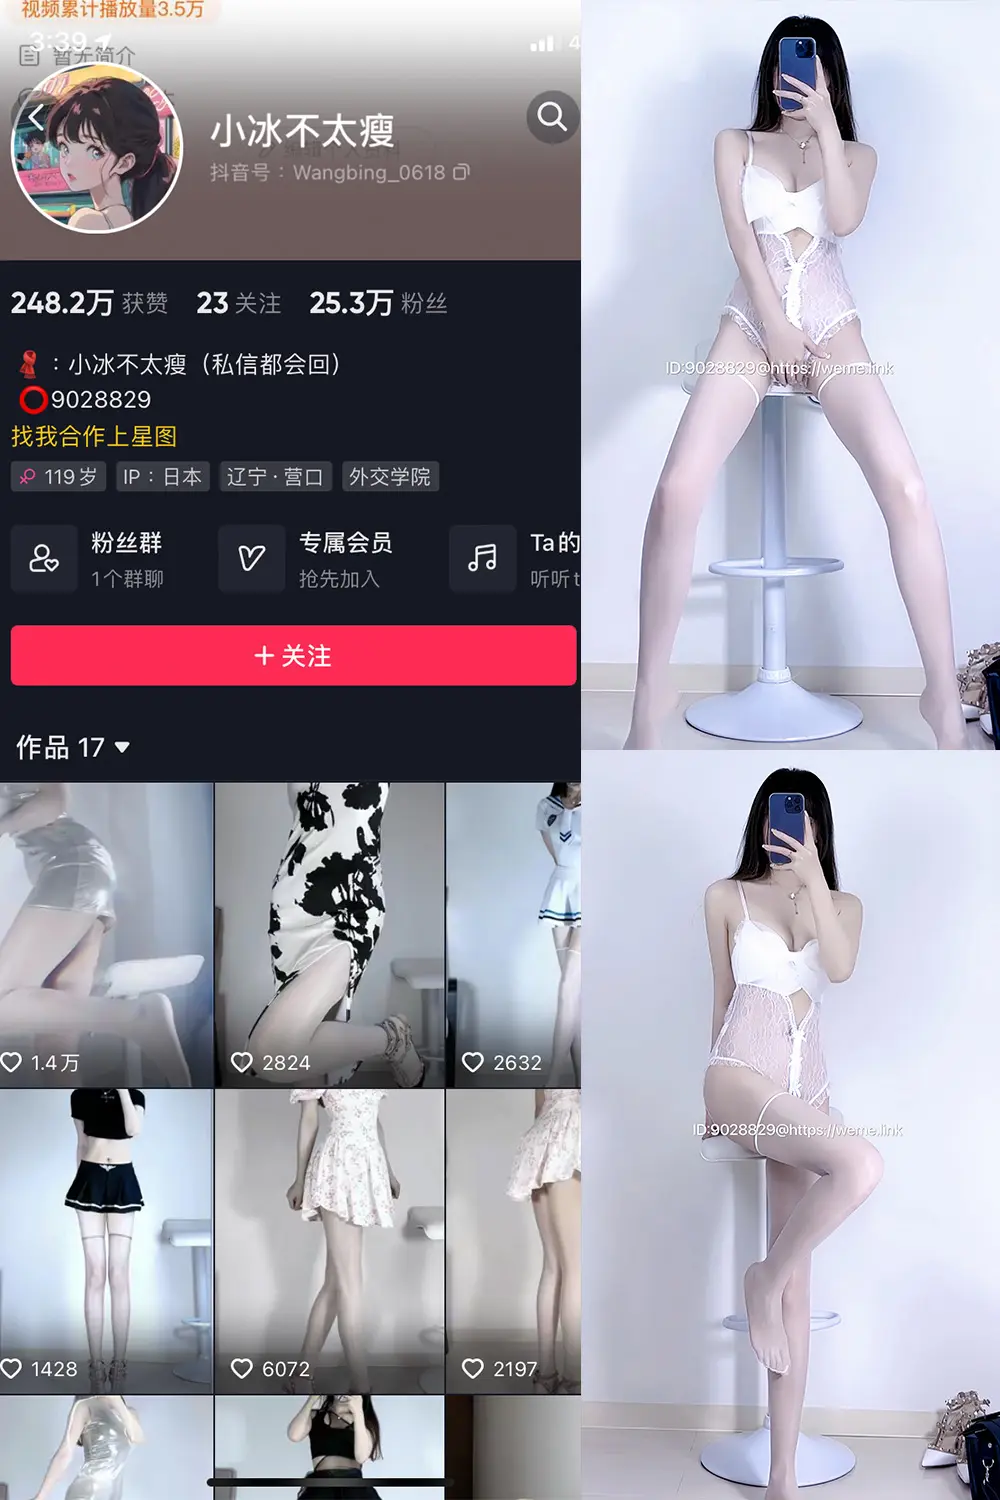 视频累计播放量3.5万
3:39
暂无简介
4
小冰不太瘦
抖音号：Wangbing_0618
248.2万 获赞 23 关注 25.3万 粉丝
：小冰不太瘦（私信都会回）
9028829
找我合作上星图
119岁 IP：日本 辽宁·营口 外交学院
粉丝群 专属会员 Ta的
1个群聊 抢先加入 听听t
+ 关注
作品 17
1.4万 2824 2632
1428 6072 2197
ID:9028829@https://weme.link
ID:9028829@https://weme.link